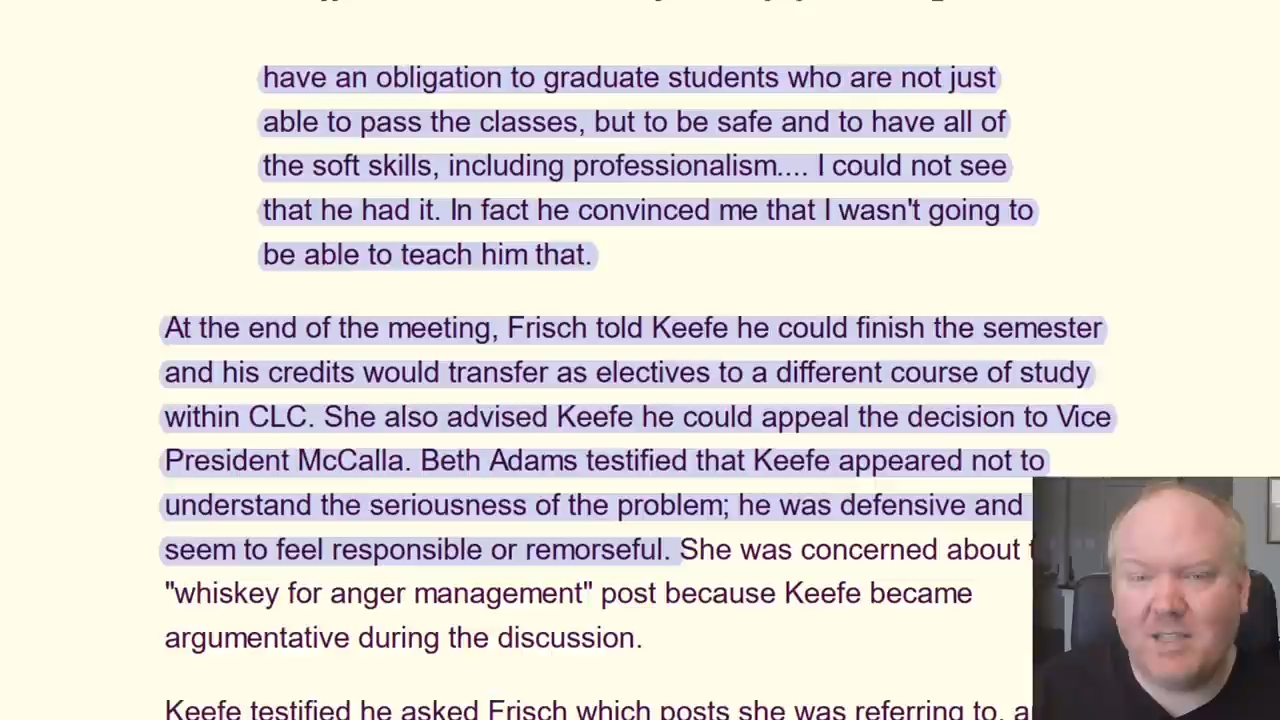 have an obligation to graduate students who are not just
able to pass the classes, but to be safe and to have all of
the soft skills, including professionalism.... I could not see
that he had it. In fact he convinced me that I wasn't going to
be able to teach him that.
At the end of the meeting, Frisch told Keefe he could finish the semester
and his credits would transfer as electives to a different course of study
within CLC. She also advised Keefe he could appeal the decision to Vice
President McCalla. Beth Adams testified that Keefe appeared not to
understand the seriousness of the problem; he was defensive and
seem to feel responsible or remorseful. She was concerned about
"whiskey for anger management" post because Keefe became
argumentative during the discussion.
Keefe testified he asked Frisch which posts she was referring to,